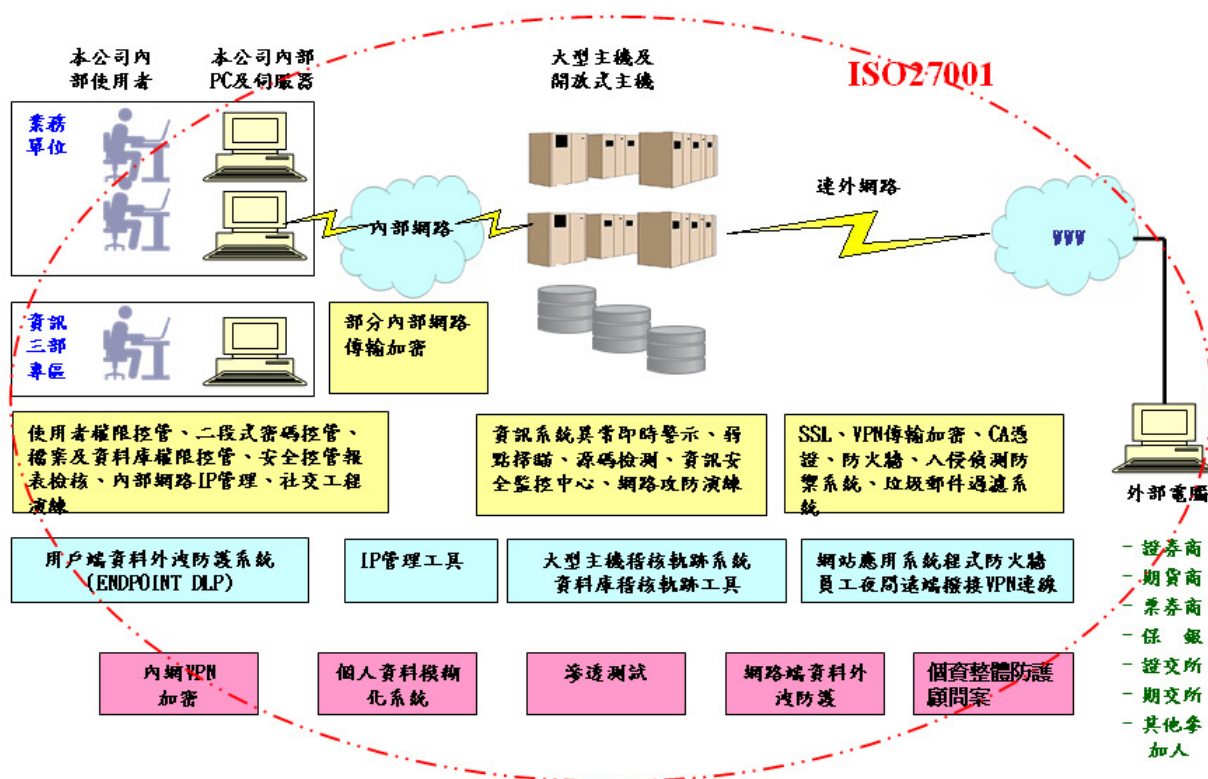 本公司內
部使用者
本公司內部
PC及伺服器
大型主機及
開放式主機
ISO27001
業務
單位
內部網路
連外網路
WWW
資訊
三部
專區
部分內部網路
傳輸加密
使用者權限控管、二段式密碼控管、
檔案及資料庫權限控管、安全控管報
表檢核、內部網路IP管理、社交工程
演練
資訊系統異常即時警示、弱
點掃瞄、源碼檢測、資訊安
全監控中心、網路攻防演練
SSL、VPN傳輸加密、CA憑
證、防火牆、入侵偵測防
禦系統、垃圾郵件過濾系
統
外部電腦
用戶端資料外洩防護系統
(ENDPOINT DLP)
IP管理工具
大型主機稽核軌跡系統
資料庫稽核軌跡工具
網站應用系統程式防火牆
員工夜間遠端撥接VPN連線
- 證券商
- 期貨商
- 票券商
- 保 銀
- 證交所
- 期交所
- 其他參
加人
內網VPN
加密
個人資料模糊
化系統
滲透測試
網路端資料外
洩防護
個資整體防護
顧問案